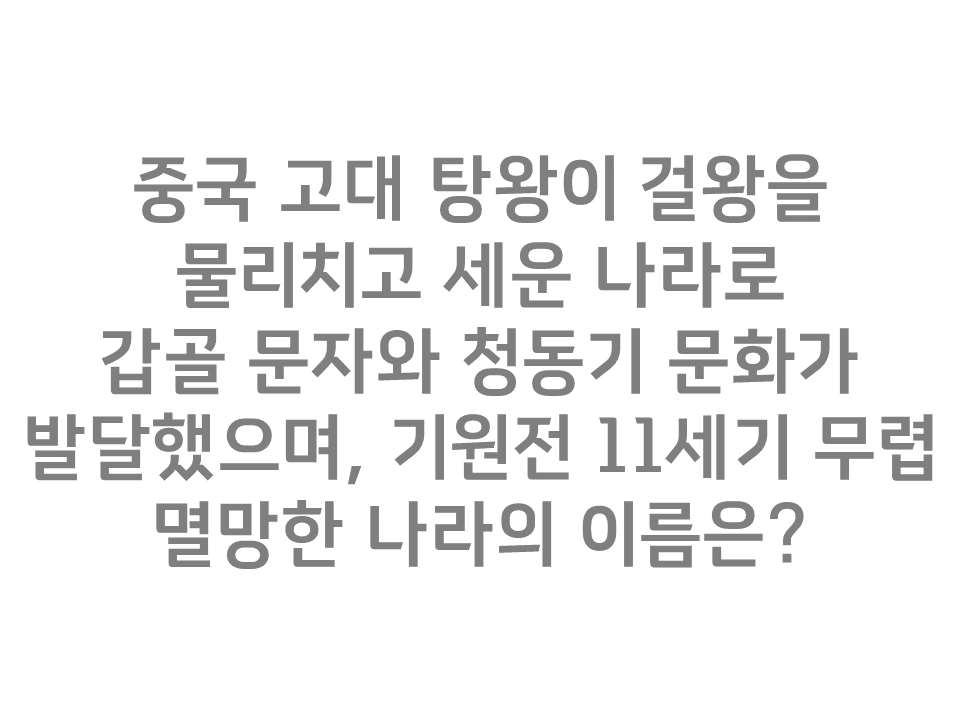 중국 고대 탕왕이 걸왕을
물리치고 세운 나라로
갑골 문자와 청동기 문화가
발달했으며, 기원전 11세기 무렵
멸망한 나라의 이름은?